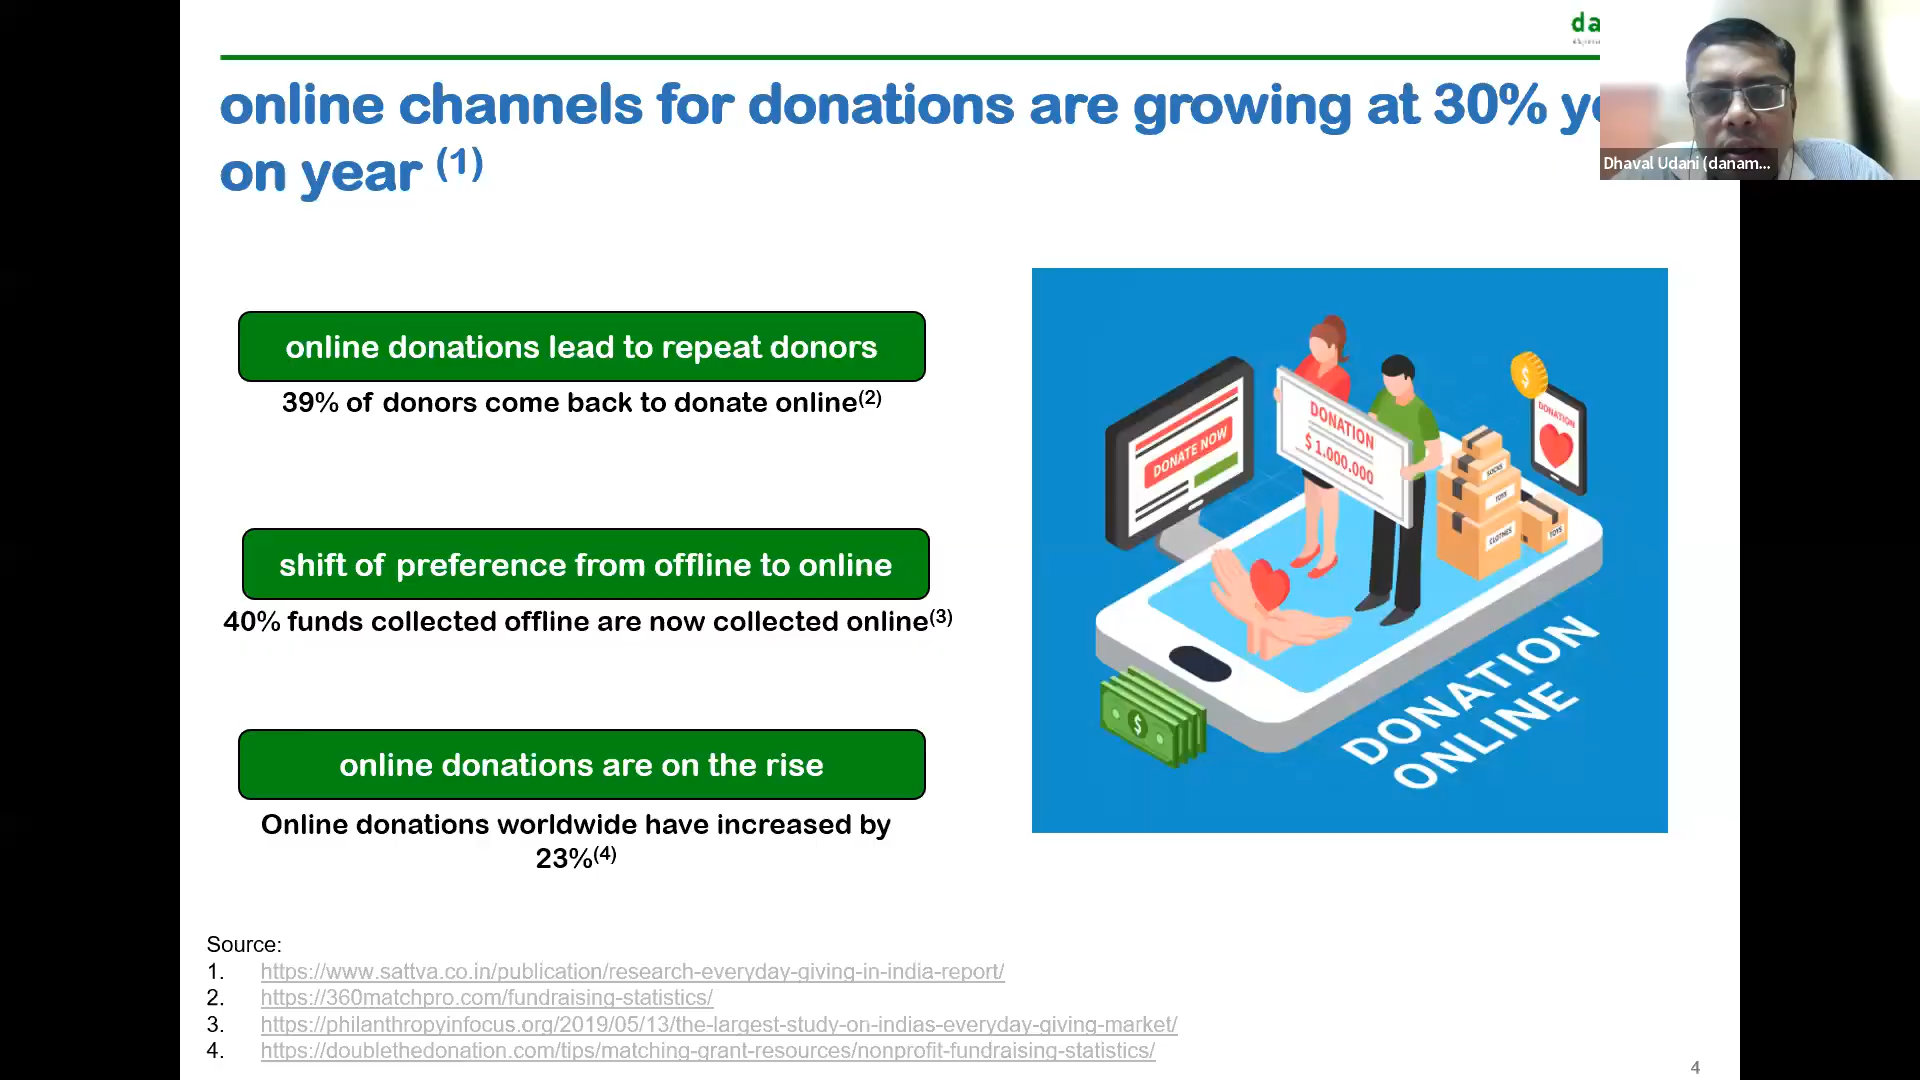 da
online channels for donations are growing at 30%
on year (1)
Dhaval Udani (danam...
online donations lead to repeat donors
39% of donors come back to donate online(2)
shift of preference from offline to online
40% funds collected offline are now collected online(3)
online donations are on the rise
Online donations worldwide have increased by
23%(4)
DONATE NOW
DONATION
$ 1.000.000
DONATION
SOCKS
TOYS
CLOTHES
TOYS
DONATION
ONLINE
Source:
1. https://www.sattva.co.in/publication/research-everyday-giving-in-india-report/
2. https://360matchpro.com/fundraising-statistics/
3. https://philanthropyinfocus.org/2019/05/13/the-largest-study-on-indias-everyday-giving-market/
4. https://doublethedonation.com/tips/matching-grant-resources/nonprofit-fundraising-statistics/
4